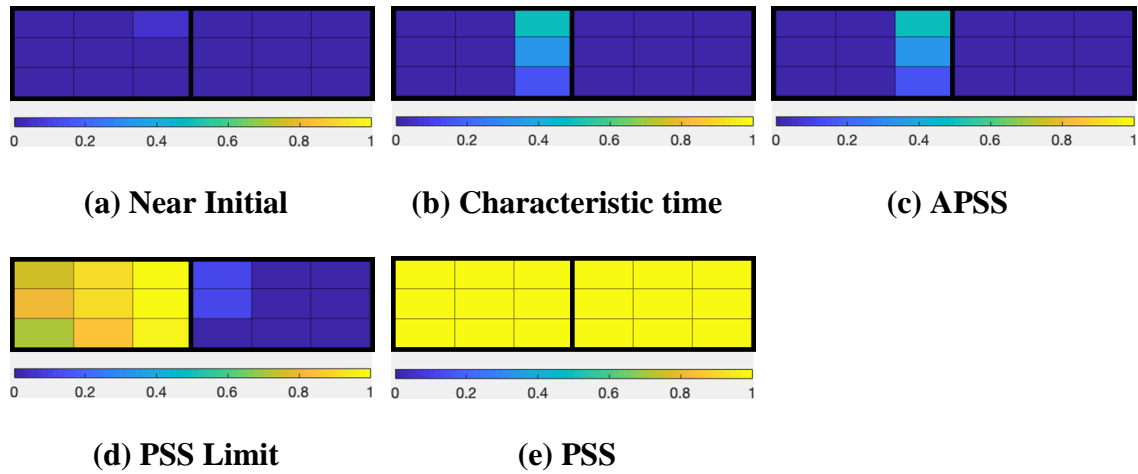 0 0.2 0.4 0.6 0.8 1 0 0.2 0.4 0.6 0.8 1 0 0.2 0.4 0.6 0.8 1
(a) Near Initial (b) Characteristic time (c) APSS
0 0.2 0.4 0.6 0.8 1 0 0.2 0.4 0.6 0.8 1
(d) PSS Limit (e) PSS